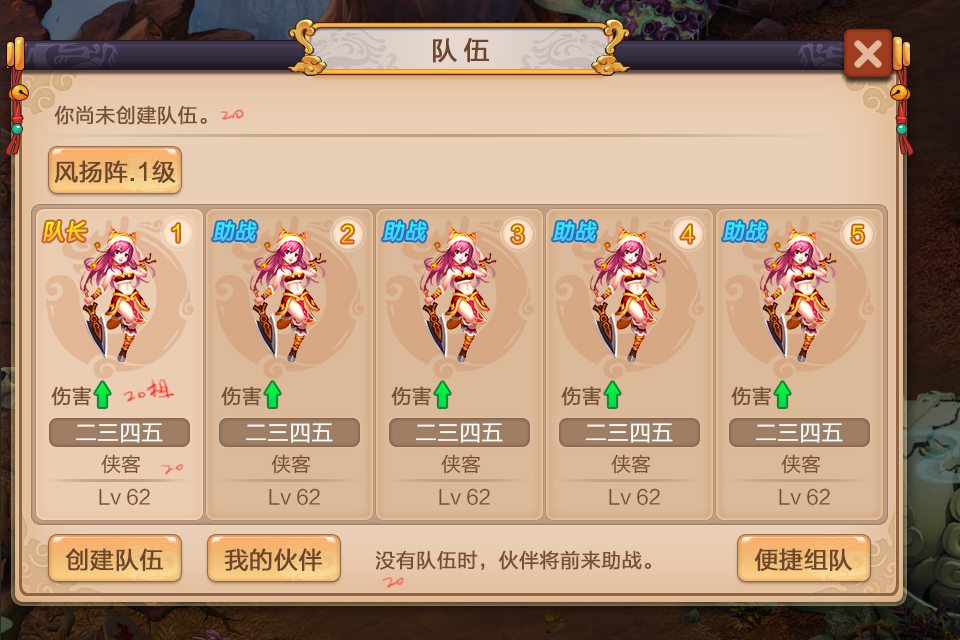 队伍
你尚未创建队伍。 20
风扬阵.1级
队长 1 助战 2 助战 3 助战 4 助战 5
伤害 20粗 伤害 伤害 伤害 伤害
二三四五 二三四五 二三四五 二三四五 二三四五
侠客 20 侠客 侠客 侠客 侠客
Lv 62 Lv 62 Lv 62 Lv 62 Lv 62
创建队伍 我的伙伴 没有队伍时，伙伴将前来助战。 便捷组队
20